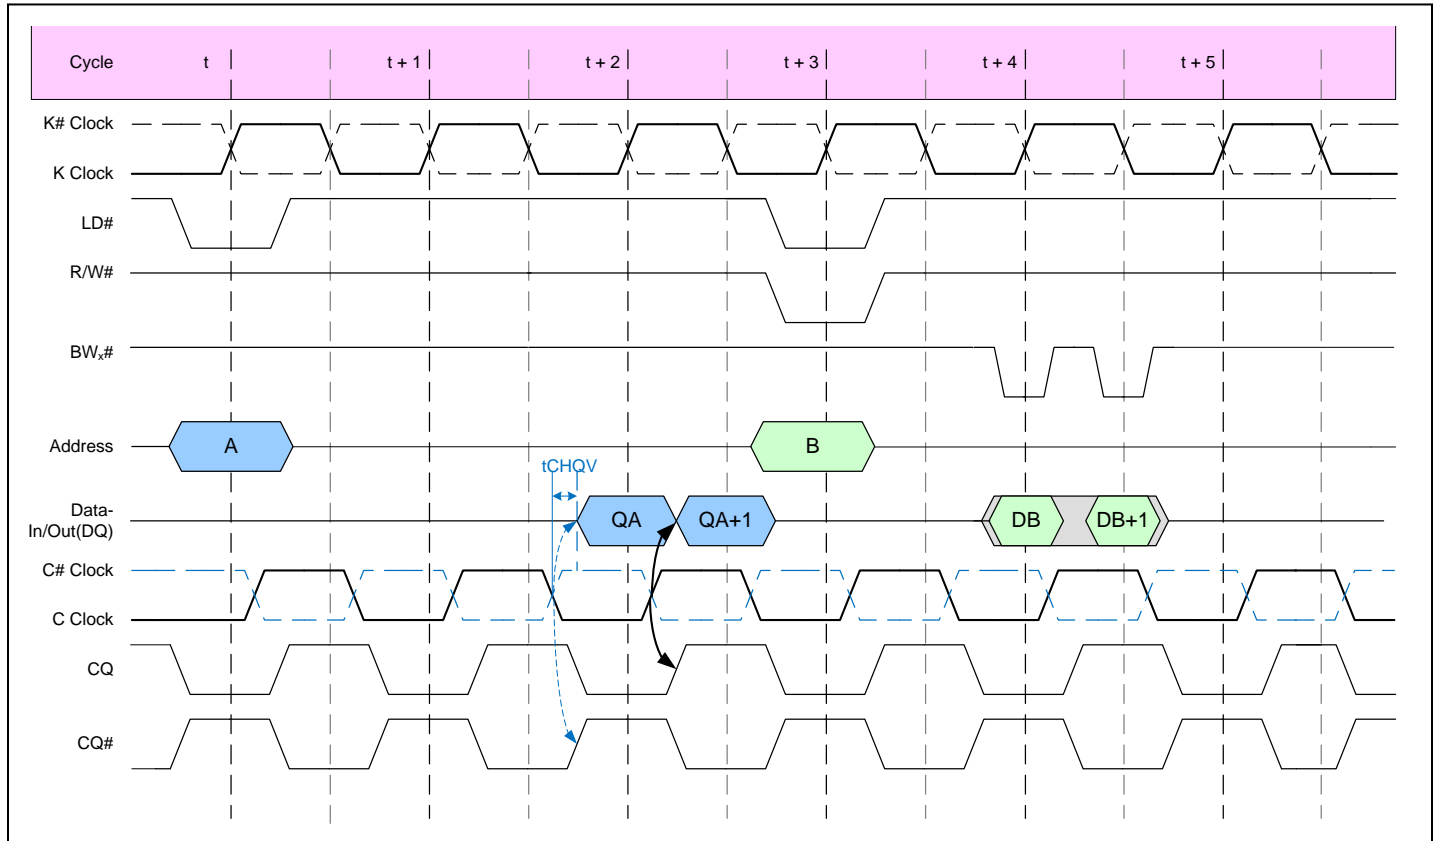 Cycle t t + 1 t + 2 t + 3 t + 4 t + 5
K# Clock
K Clock
LD#
R/W#
BWx#
Address A B
tCHQV
Data-
In/Out(DQ) QA QA+1 DB DB+1
C# Clock
C Clock
CQ
CQ#